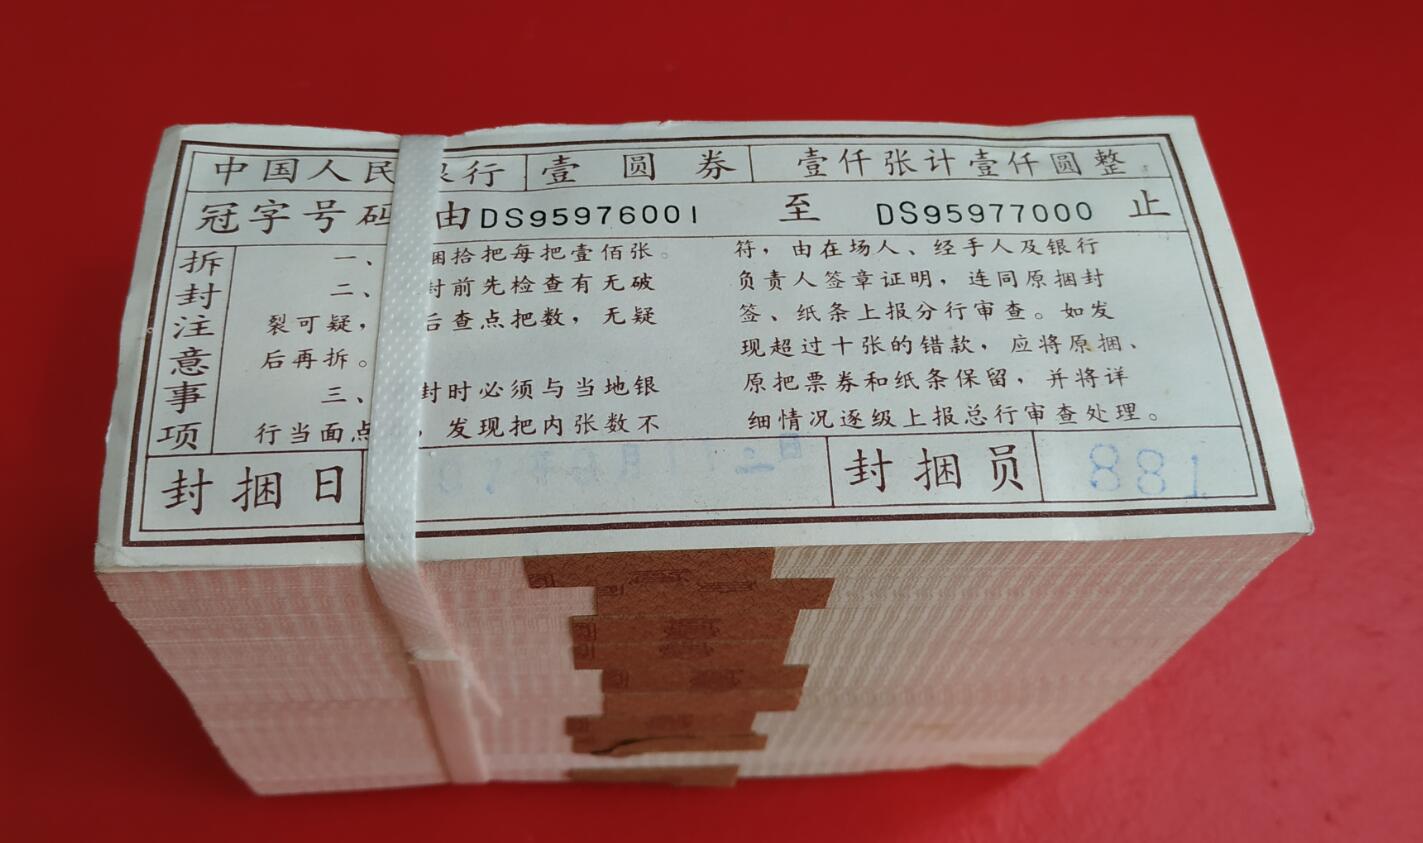 中国人民银行 壹圆券 壹仟张计壹仟圆整
冠字号码 由DS95976001 至 DS95977000 止
拆封注意事项
一、 捆拾把每把壹佰张。
二、 封前先检查有无破
裂可疑, 后查点把数,无疑
后再拆。
三、 封时必须与当地银
行当面点 ,发现把内张数不
符,由在场人、经手人及银行
负责人签章证明,连同原捆封
签、纸条上报分行审查。如发
现超过十张的错款,应将原捆、
原把票券和纸条保留,并将详
细情况逐级上报总行审查处理。
封捆日 封捆员 881